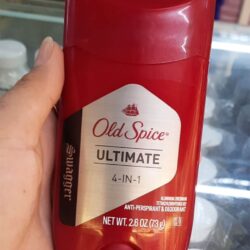 Old Spice®
ULTIMATE
4-IN-1
Swagger
ANTI-PERSPIRANT & DEODORANT
NET WT. 2.6 OZ (73 g)